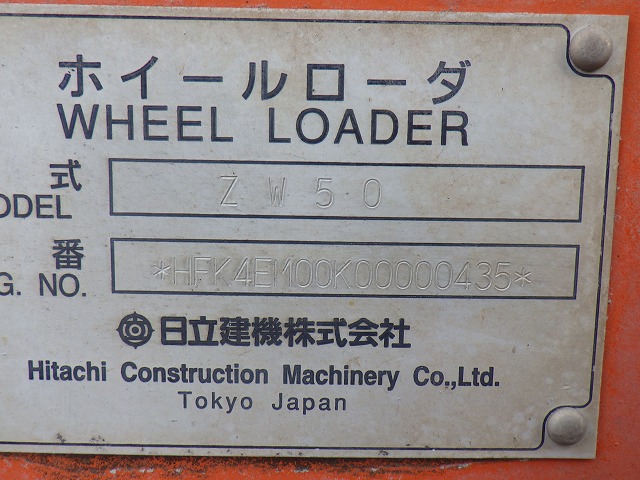 ホイールローダ
WHEEL LOADER
式
ODEL
ZW50
番
G. NO.
*HFK4EM00K00000435*
日立建機株式会社
Hitachi Construction Machinery Co.,Ltd.
Tokyo Japan